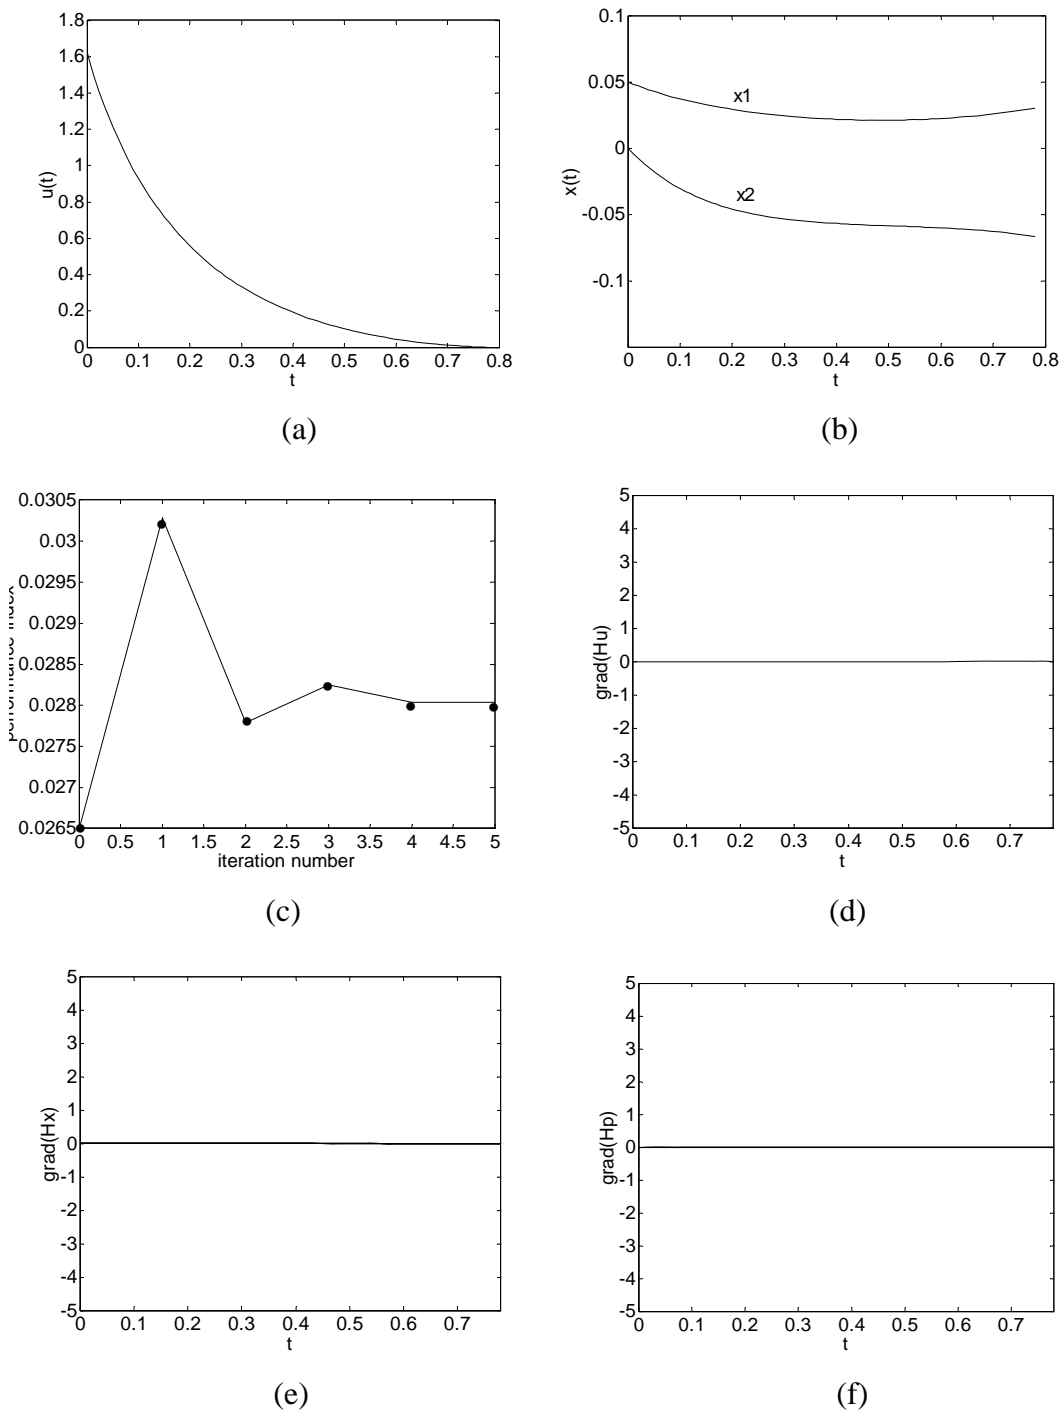 1.8
1.6
1.4
1.2
1
0.8
0.6
0.4
0.2
0
u(t)
0 0.1 0.2 0.3 0.4 0.5 0.6 0.7 0.8
t
(a)
0.1
0.05
0
-0.05
-0.1
x(t)
x1
x2
0 0.1 0.2 0.3 0.4 0.5 0.6 0.7 0.8
t
(b)
0.0305
0.03
0.0295
0.029
0.0285
0.028
0.0275
0.027
0.0265
performance index
0 0.5 1 1.5 2 2.5 3 3.5 4 4.5 5
iteration number
(c)
5
4
3
2
1
0
-1
-2
-3
-4
-5
grad(Hu)
0 0.1 0.2 0.3 0.4 0.5 0.6 0.7
t
(d)
5
4
3
2
1
0
-1
-2
-3
-4
-5
grad(Hx)
0 0.1 0.2 0.3 0.4 0.5 0.6 0.7
t
(e)
5
4
3
2
1
0
-1
-2
-3
-4
-5
grad(Hp)
0 0.1 0.2 0.3 0.4 0.5 0.6 0.7
t
(f)